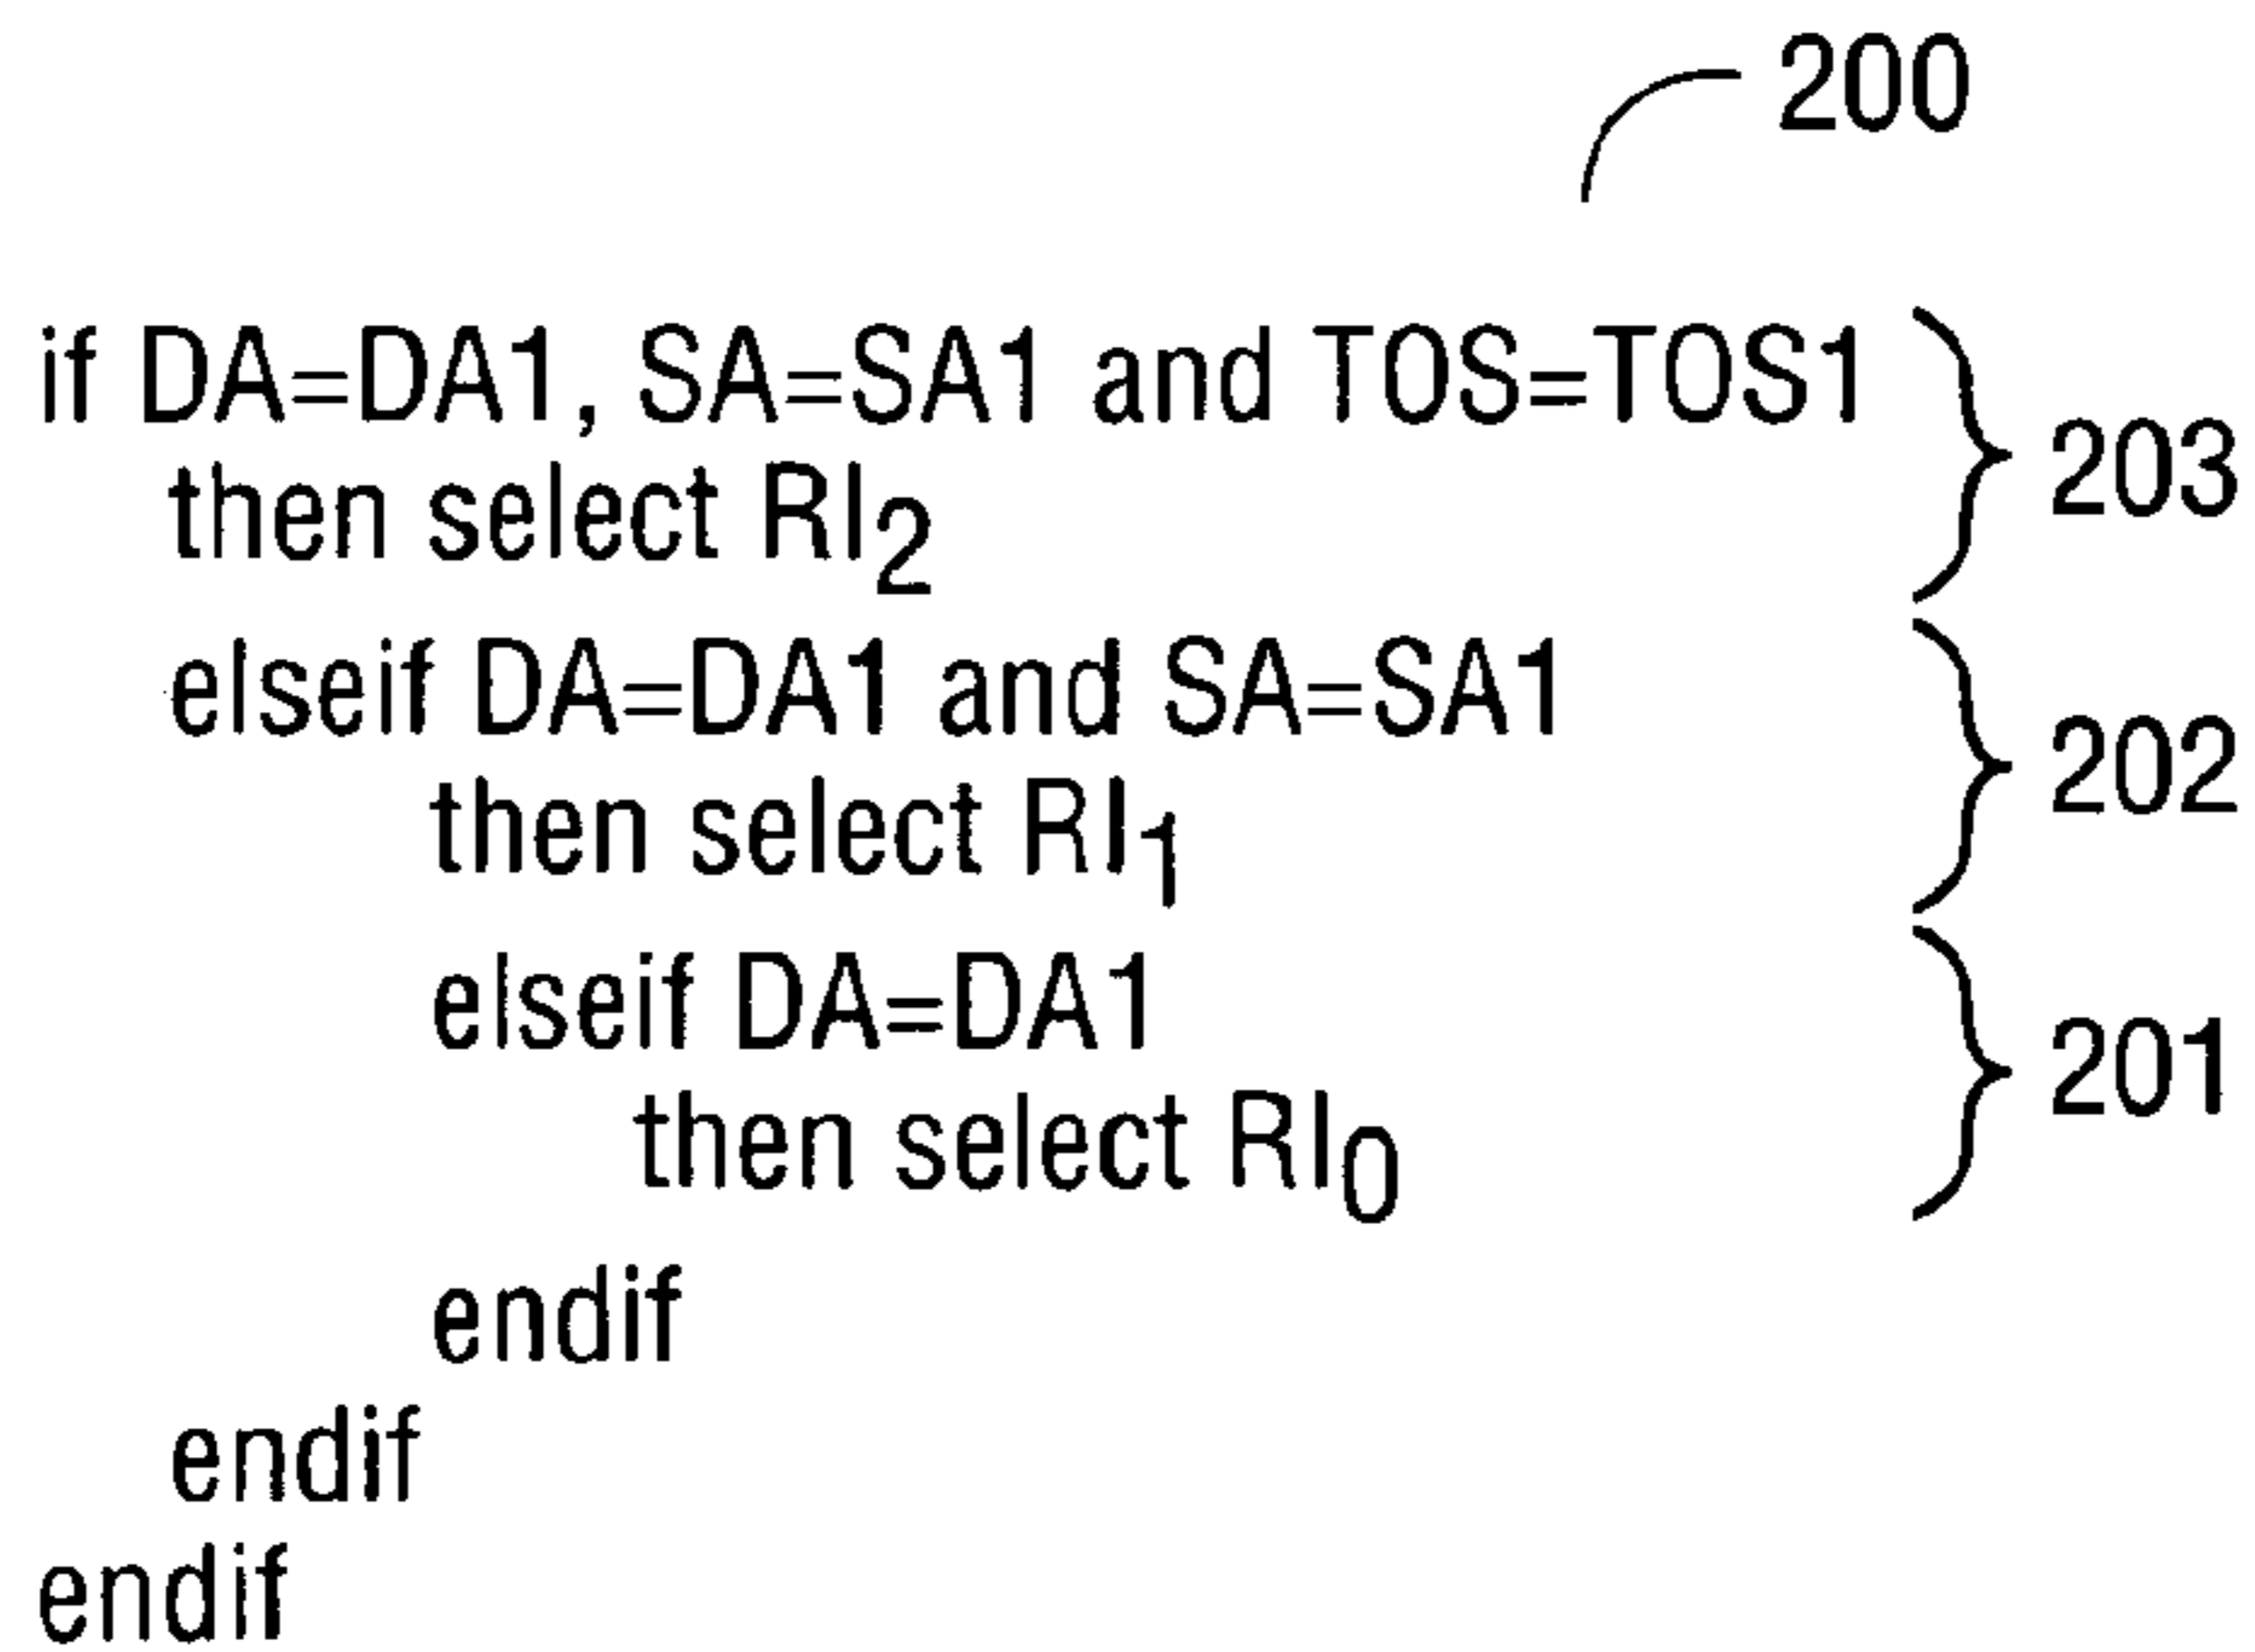 200
if DA=DA1, SA=SA1 and TOS=TOS1
then select RI₂
203
elseif DA=DA1 and SA=SA1
then select RI₁
202
elseif DA=DA1
then select RI₀
201
endif
endif
endif